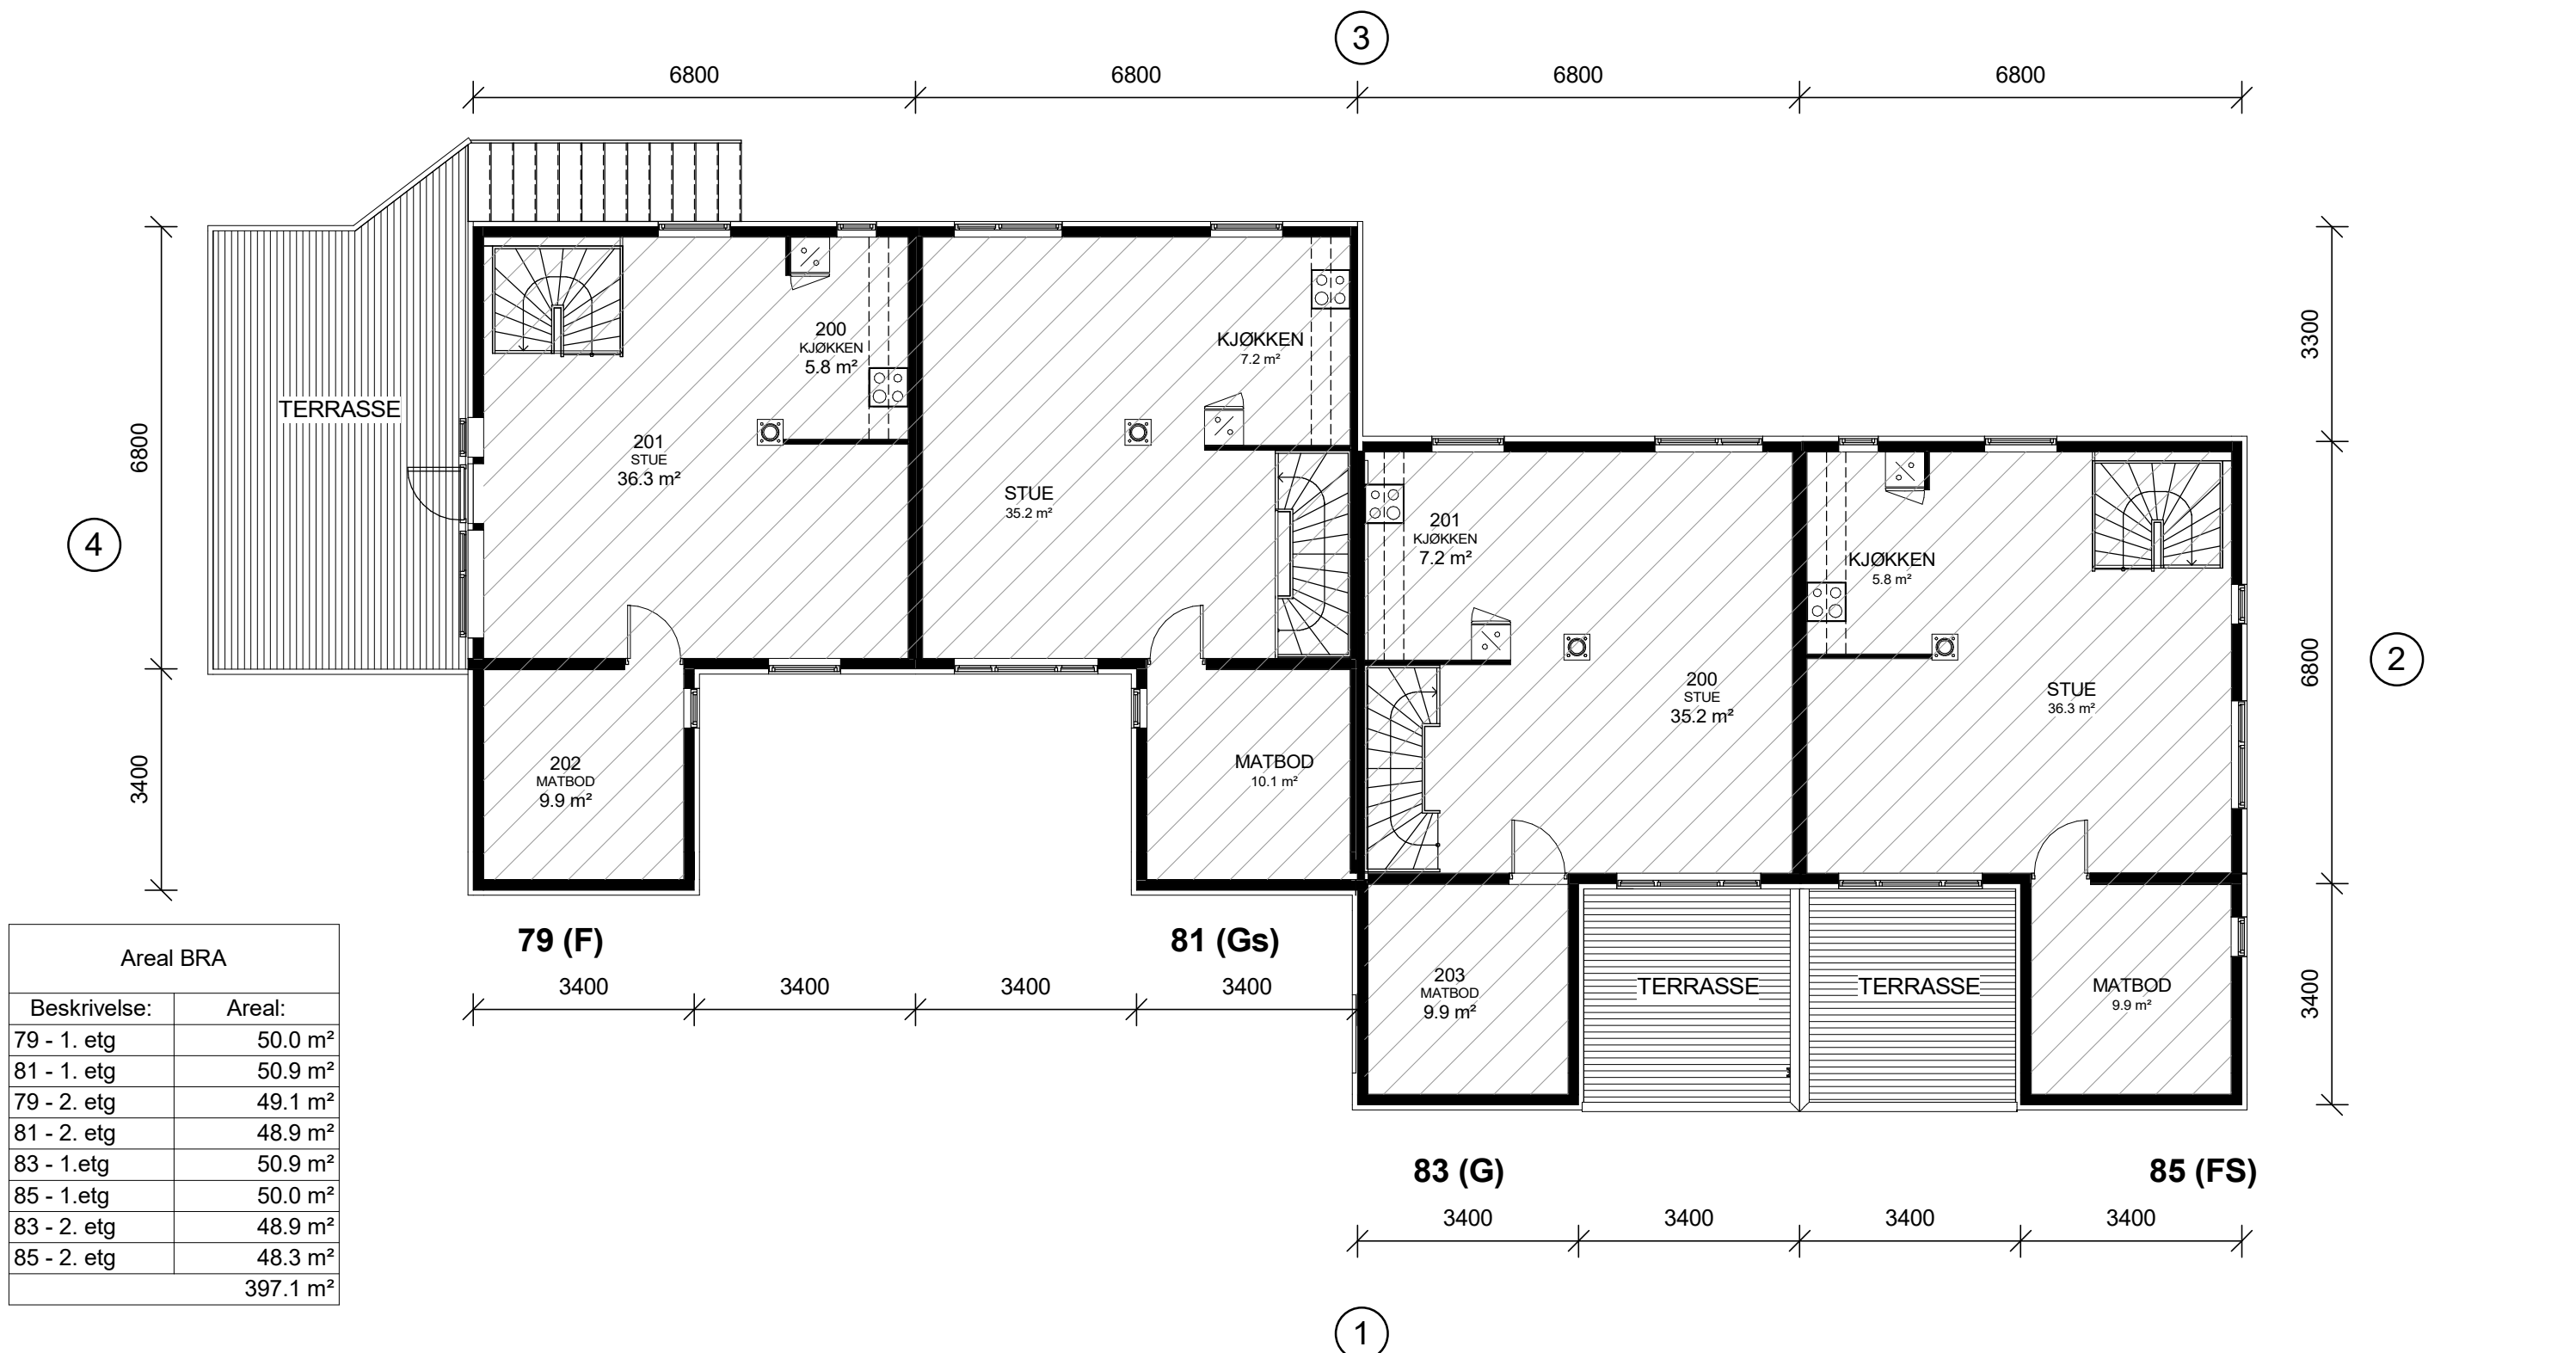 3
6800
6800
6800
6800
TERRASSE
6800
3400
4
200
KJØKKEN
5.8 m²
201
STUE
36.3 m²
202
MATBOD
9.9 m²
KJØKKEN
7.2 m²
STUE
35.2 m²
MATBOD
10.1 m²
201
KJØKKEN
7.2 m²
200
STUE
35.2 m²
203
MATBOD
9.9 m²
TERRASSE
KJØKKEN
5.8 m²
STUE
36.3 m²
TERRASSE
MATBOD
9.9 m²
3300
6800
3400
2
79 (F)
81 (Gs)
3400
3400
3400
3400
83 (G)
85 (FS)
3400
3400
3400
3400
1
Areal BRA
Beskrivelse: Areal:
79 - 1. etg 50.0 m²
81 - 1. etg 50.9 m²
79 - 2. etg 49.1 m²
81 - 2. etg 48.9 m²
83 - 1.etg 50.9 m²
85 - 1.etg 50.0 m²
83 - 2. etg 48.9 m²
85 - 2. etg 48.3 m²
397.1 m²